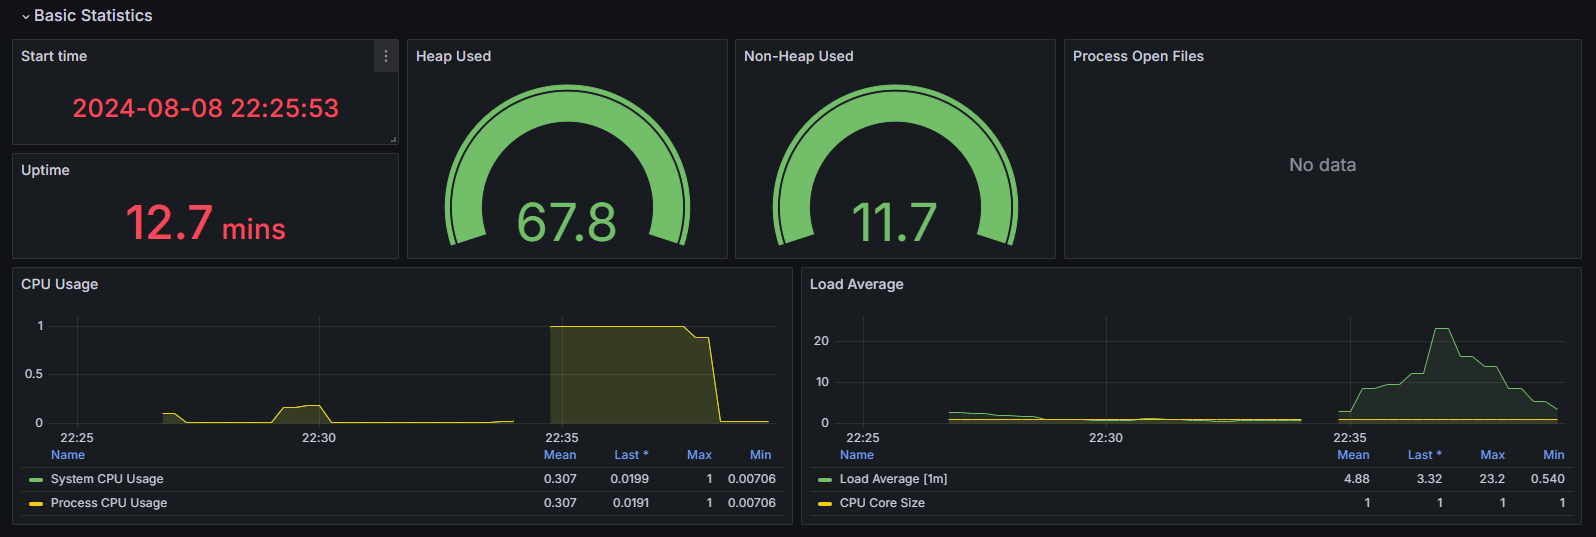 Basic Statistics
Start time
2024-08-08 22:25:53
Uptime
12.7 mins
Heap Used
67.8
Non-Heap Used
11.7
Process Open Files
No data
CPU Usage
1
0.5
0
22:25 22:30 22:35
Name Mean Last * Max Min
System CPU Usage 0.307 0.0199 1 0.00706
Process CPU Usage 0.307 0.0191 1 0.00706
Load Average
20
10
0
22:25 22:30 22:35
Name Mean Last * Max Min
Load Average [1m] 4.88 3.32 23.2 0.540
CPU Core Size 1 1 1 1